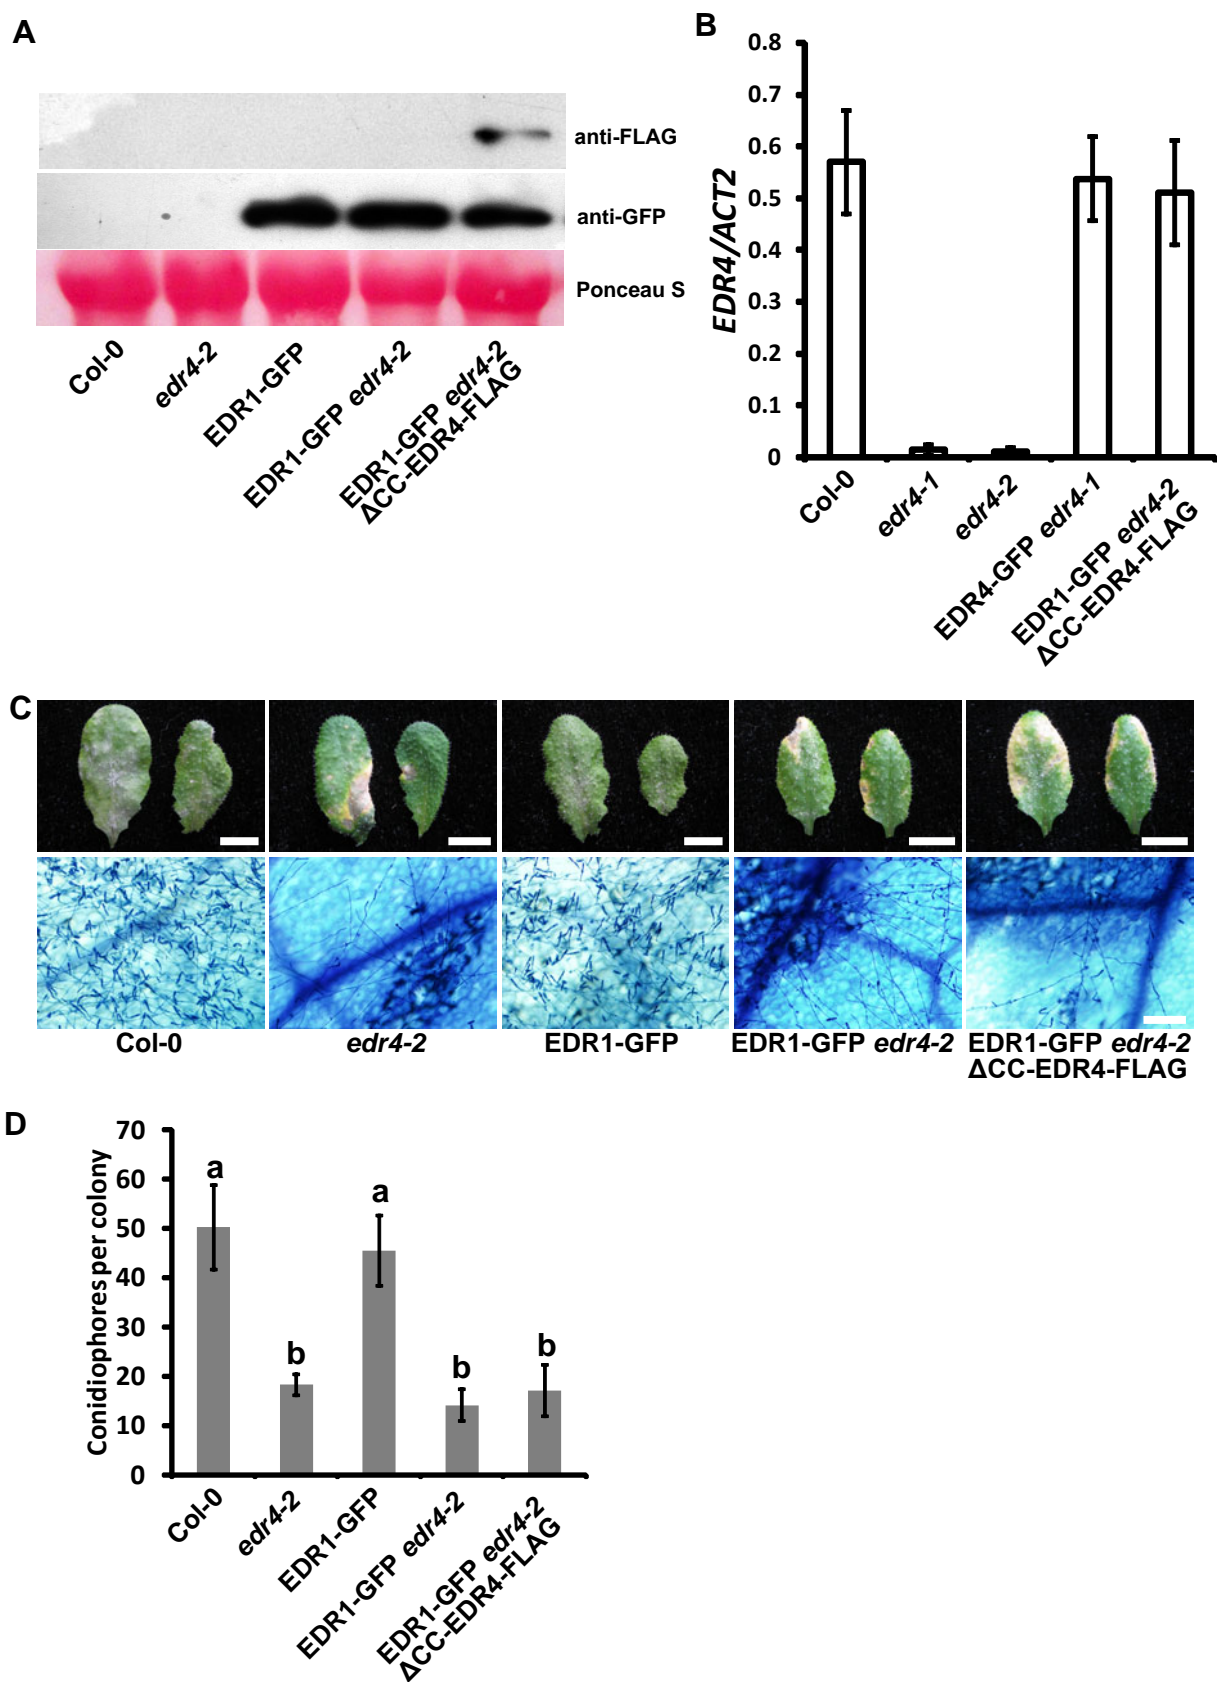 A
anti-FLAG
anti-GFP
Ponceau S
Col-0
edr4-2
EDR1-GFP
EDR1-GFP edr4-2
EDR1-GFP edr4-2
ΔCC-EDR4-FLAG
B
EDR4/ACT2
0.8
0.7
0.6
0.5
0.4
0.3
0.2
0.1
0
Col-0
edr4-1
edr4-2
EDR4-GFP edr4-1
EDR1-GFP edr4-2
ΔCC-EDR4-FLAG
C
Col-0
edr4-2
EDR1-GFP
EDR1-GFP edr4-2
EDR1-GFP edr4-2
ΔCC-EDR4-FLAG
D
Conidiophores per colony
70
60
50
40
30
20
10
0
a
b
a
b
b
Col-0
edr4-2
EDR1-GFP
EDR1-GFP edr4-2
EDR1-GFP edr4-2
ΔCC-EDR4-FLAG